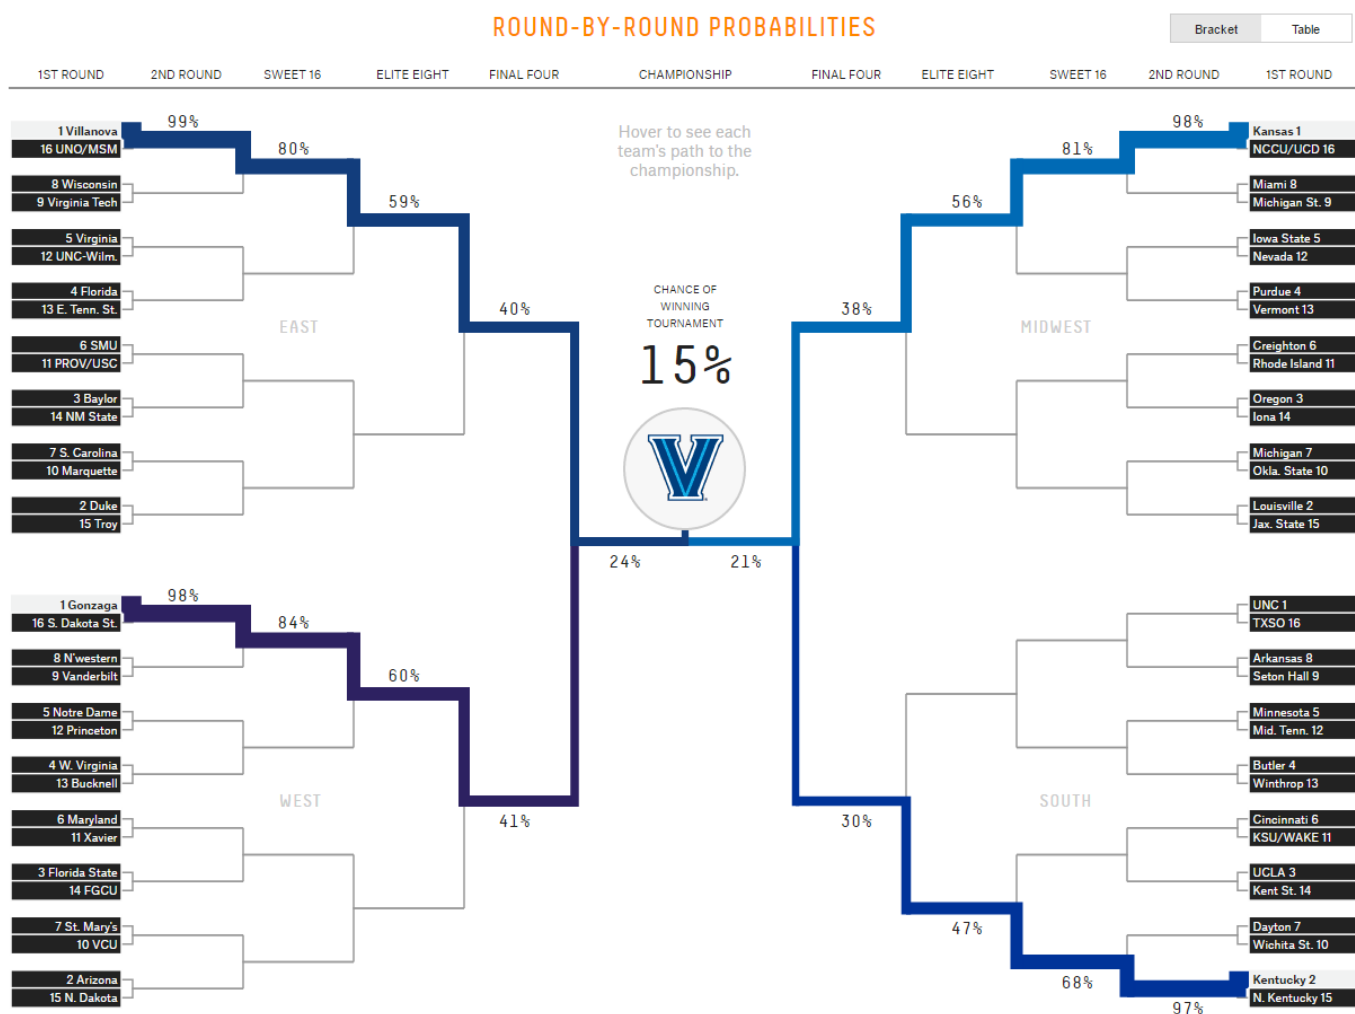 ROUND-BY-ROUND PROBABILITIES
Bracket Table
1ST ROUND 2ND ROUND SWEET 16 ELITE EIGHT FINAL FOUR CHAMPIONSHIP FINAL FOUR ELITE EIGHT SWEET 16 2ND ROUND 1ST ROUND
1 Villanova
16 UNO/MSM
8 Wisconsin
9 Virginia Tech
5 Virginia
12 UNC-Wilm.
4 Florida
13 E. Tenn. St.
6 SMU
11 PROV/USC
3 Baylor
14 NM State
7 S. Carolina
10 Marquette
2 Duke
15 Troy
99%
80%
59%
40%
EAST
1 Gonzaga
16 S. Dakota St.
8 N'western
9 Vanderbilt
5 Notre Dame
12 Princeton
4 W. Virginia
13 Bucknell
6 Maryland
11 Xavier
3 Florida State
14 FGCU
7 St. Mary's
10 VCU
2 Arizona
15 N. Dakota
98%
84%
60%
41%
WEST
Hover to see each
team's path to the
championship.
CHANCE OF
WINNING
TOURNAMENT
15%
V
24% 21%
98%
81%
56%
38%
MIDWEST
Kansas 1
NCCU/UCD 16
Miami 8
Michigan St. 9
Iowa State 5
Nevada 12
Purdue 4
Vermont 13
Creighton 6
Rhode Island 11
Oregon 3
Iona 14
Michigan 7
Okla. State 10
Louisville 2
Jax. State 15
SOUTH
30%
47%
68%
97%
UNC 1
TXSO 16
Arkansas 8
Seton Hall 9
Minnesota 5
Mid. Tenn. 12
Butler 4
Winthrop 13
Cincinnati 6
KSU/WAKE 11
UCLA 3
Kent St. 14
Dayton 7
Wichita St. 10
Kentucky 2
N. Kentucky 15